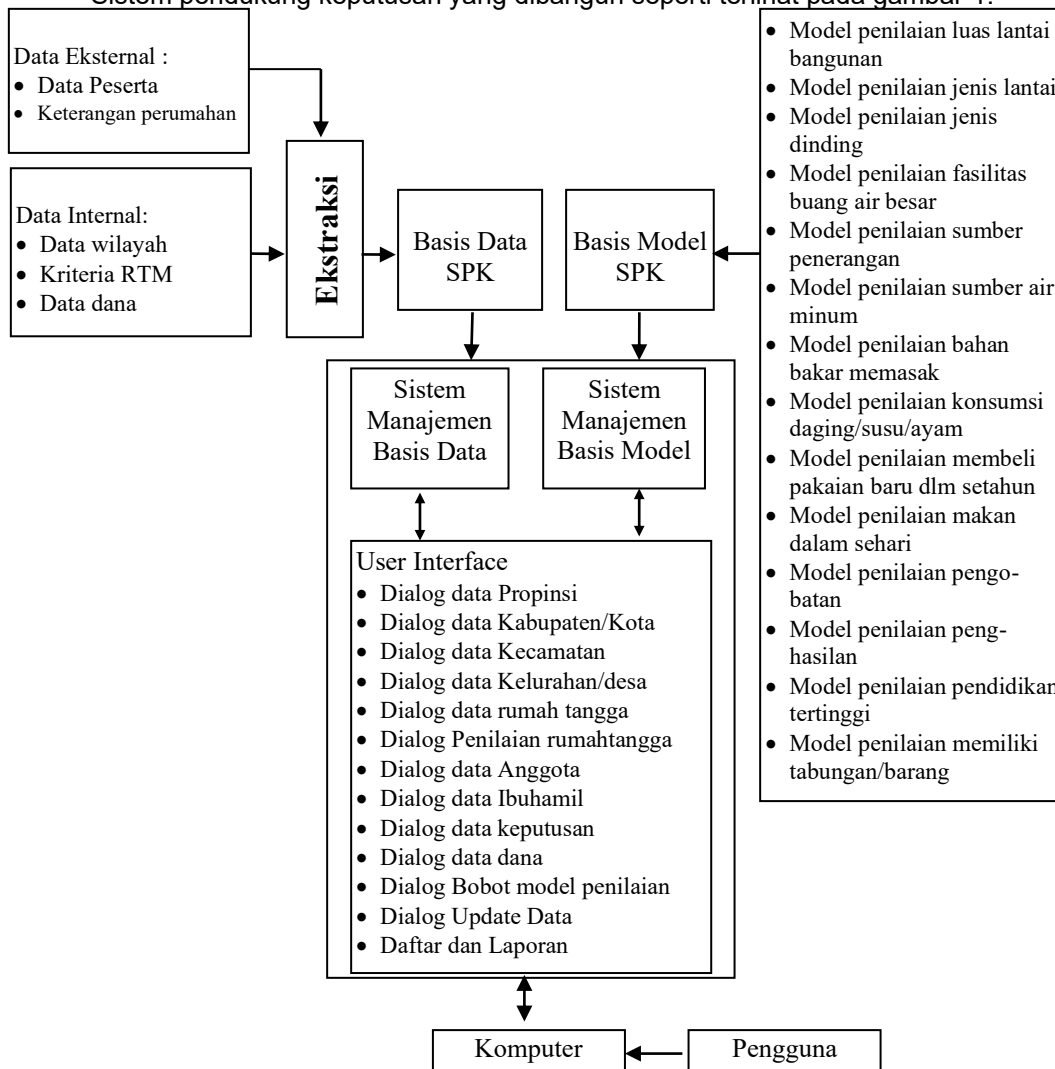 Sistem pendukung keputusan yang dibangun seperti terlihat pada gambar 1.
Data Eksternal :
• Data Peserta
• Keterangan perumahan
Data Internal:
• Data wilayah
• Kriteria RTM
• Data dana
Ekstraksi
Basis Data
SPK
Basis Model
SPK
• Model penilaian luas lantai
bangunan
• Model penilaian jenis lantai
• Model penilaian jenis
dinding
• Model penilaian fasilitas
buang air besar
• Model penilaian sumber
penerangan
• Model penilaian sumber air
minum
• Model penilaian bahan
bakar memasak
• Model penilaian konsumsi
daging/susu/ayam
• Model penilaian membeli
pakaian baru dlm setahun
• Model penilaian makan
dalam sehari
• Model penilaian pengo-
batan
• Model penilaian peng-
hasilan
• Model penilaian pendidikan
tertinggi
• Model penilaian memiliki
tabungan/barang
Sistem
Manajemen
Basis Data
Sistem
Manajemen
Basis Model
User Interface
• Dialog data Propinsi
• Dialog data Kabupaten/Kota
• Dialog data Kecamatan
• Dialog data Kelurahan/desa
• Dialog data rumah tangga
• Dialog Penilaian rumahtangga
• Dialog data Anggota
• Dialog data Ibuhamil
• Dialog data keputusan
• Dialog data dana
• Dialog Bobot model penilaian
• Dialog Update Data
• Daftar dan Laporan
Komputer
Pengguna